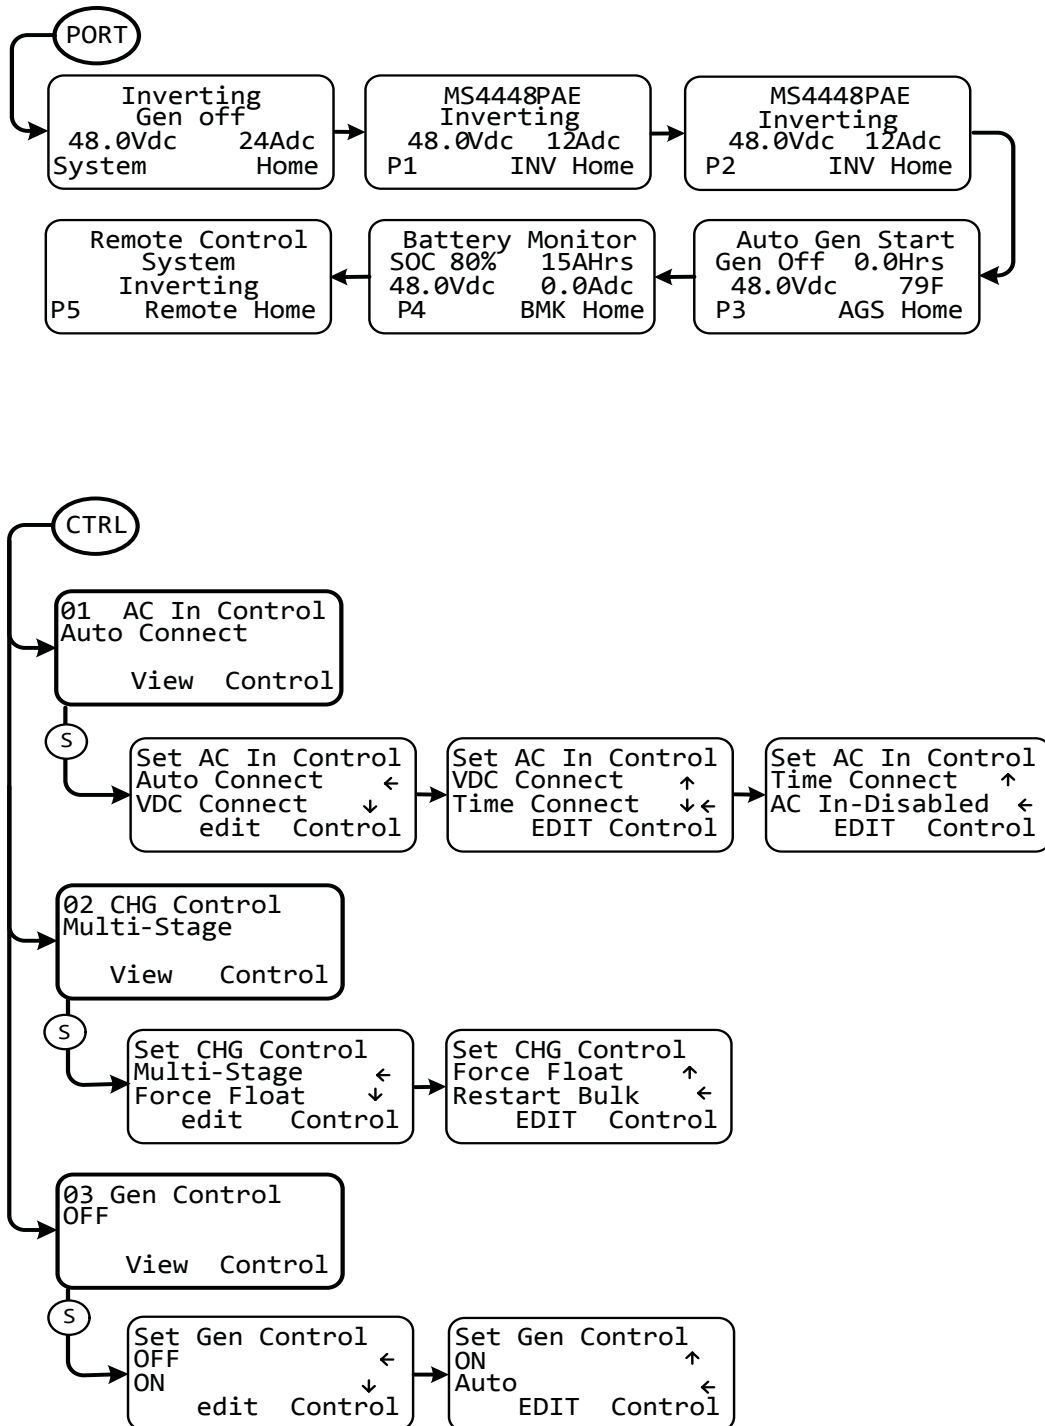 PORT
Inverting
Gen off
48.0Vdc 24Adc
System Home
MS4448PAE
Inverting
48.0Vdc 12Adc
P1 INV Home
MS4448PAE
Inverting
48.0Vdc 12Adc
P2 INV Home
Auto Gen Start
Gen Off 0.0Hrs
48.0Vdc 79F
P3 AGS Home
Battery Monitor
SOC 80% 15AHrs
48.0Vdc 0.0Adc
P4 BMK Home
Remote Control
System
Inverting
P5 Remote Home
CTRL
01 AC In Control
Auto Connect
View Control
S
Set AC In Control
Auto Connect ←
VDC Connect ↓
edit Control
Set AC In Control
VDC Connect ↑
Time Connect ↓←
EDIT Control
Set AC In Control
Time Connect ↑
AC In-Disabled ←
EDIT Control
02 CHG Control
Multi-Stage
View Control
S
Set CHG Control
Multi-Stage ←
Force Float ↓
edit Control
Set CHG Control
Force Float ↑
Restart Bulk ←
EDIT Control
03 Gen Control
OFF
View Control
S
Set Gen Control
OFF ←
ON ↓
edit Control
Set Gen Control
ON ↑
Auto ←
EDIT Control